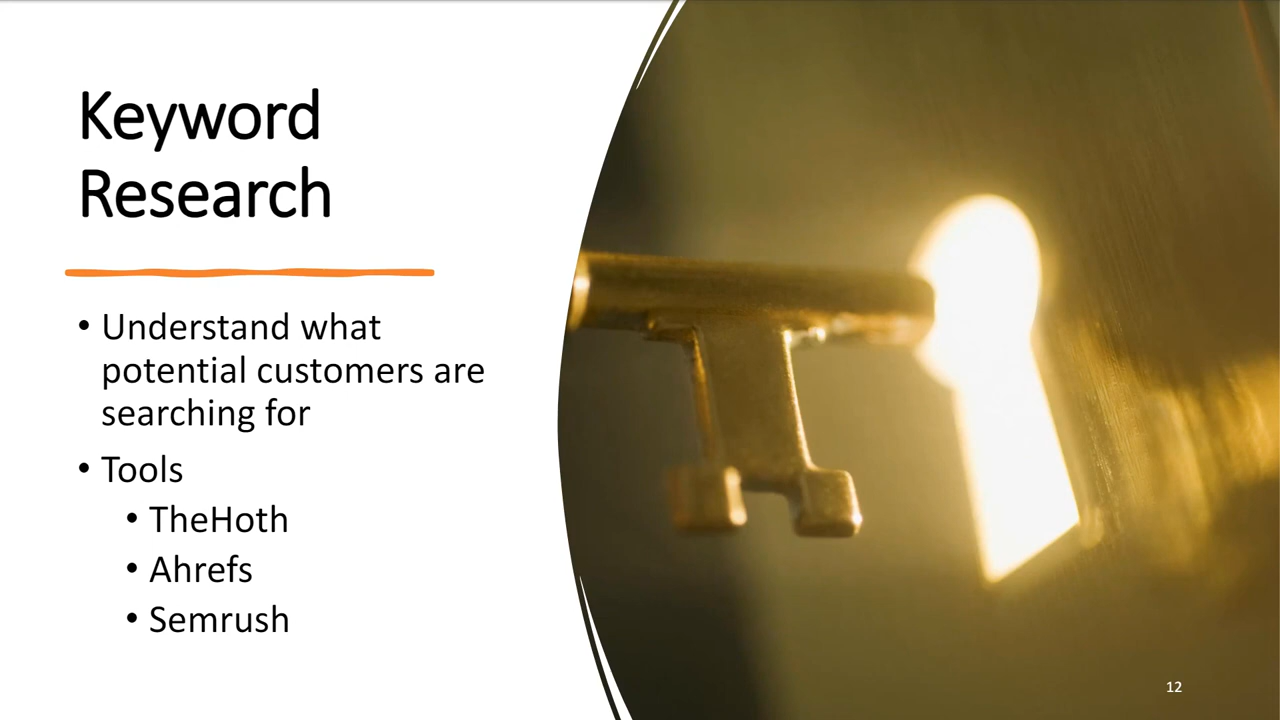 Keyword
Research
• Understand what
potential customers are
searching for
• Tools
• TheHoth
• Ahrefs
• Semrush
12